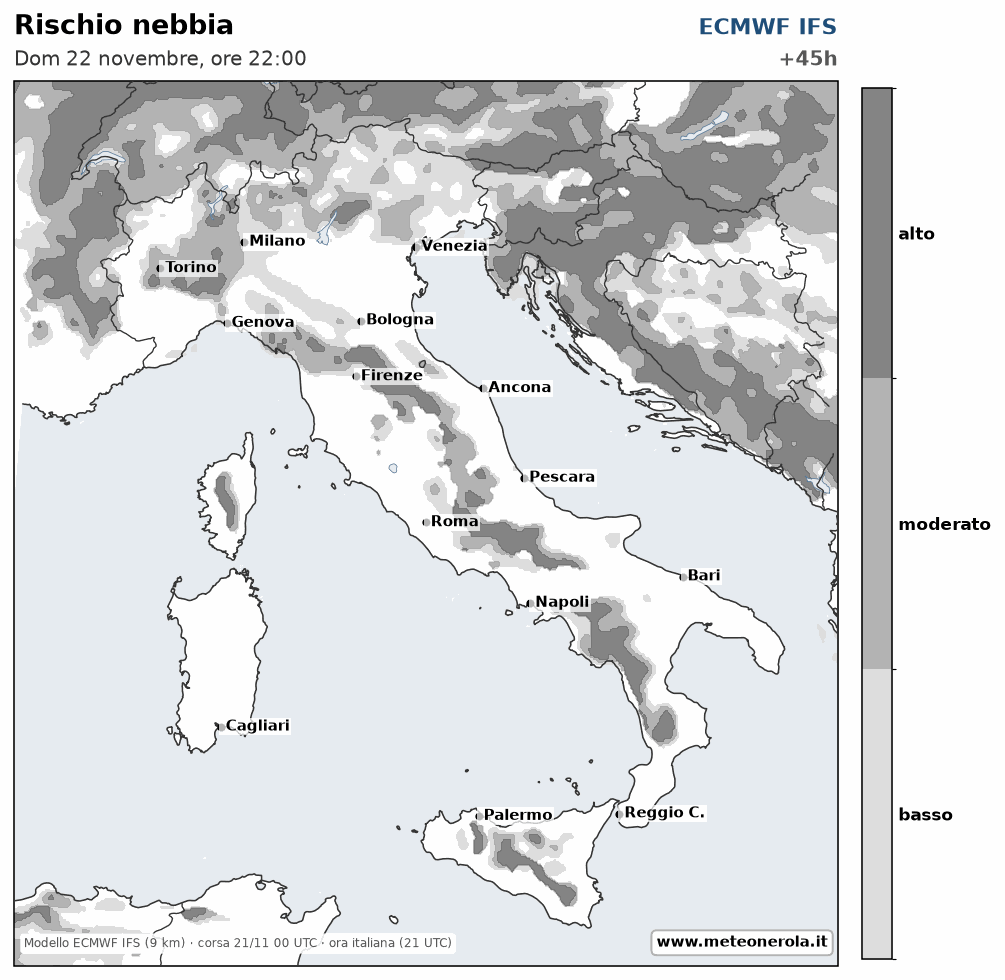 Rischio nebbia
ECMWF IFS
Dom 22 novembre, ore 22:00
+45h
Milano
Venezia
Torino
Genova
Bologna
Firenze
Ancona
Pescara
Roma
Bari
Napoli
Cagliari
Palermo
Reggio C.
alto
moderato
basso
Modello ECMWF IFS (9 km) · corsa 21/11 00 UTC · ora italiana (21 UTC)
www.meteonerola.it